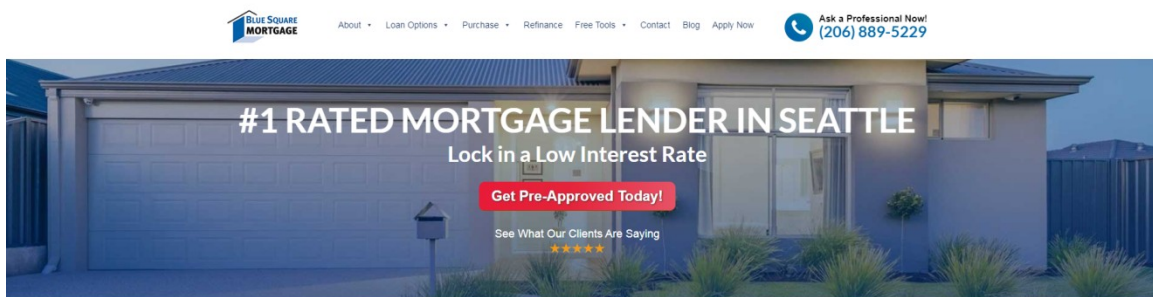 BLUE SQUARE
MORTGAGE
About
Loan Options
Purchase
Refinance
Free Tools
Contact
Blog
Apply Now
Ask a Professional Now!
(206) 889-5229
#1 RATED MORTGAGE LENDER IN SEATTLE
Lock in a Low Interest Rate
Get Pre-Approved Today!
See What Our Clients Are Saying